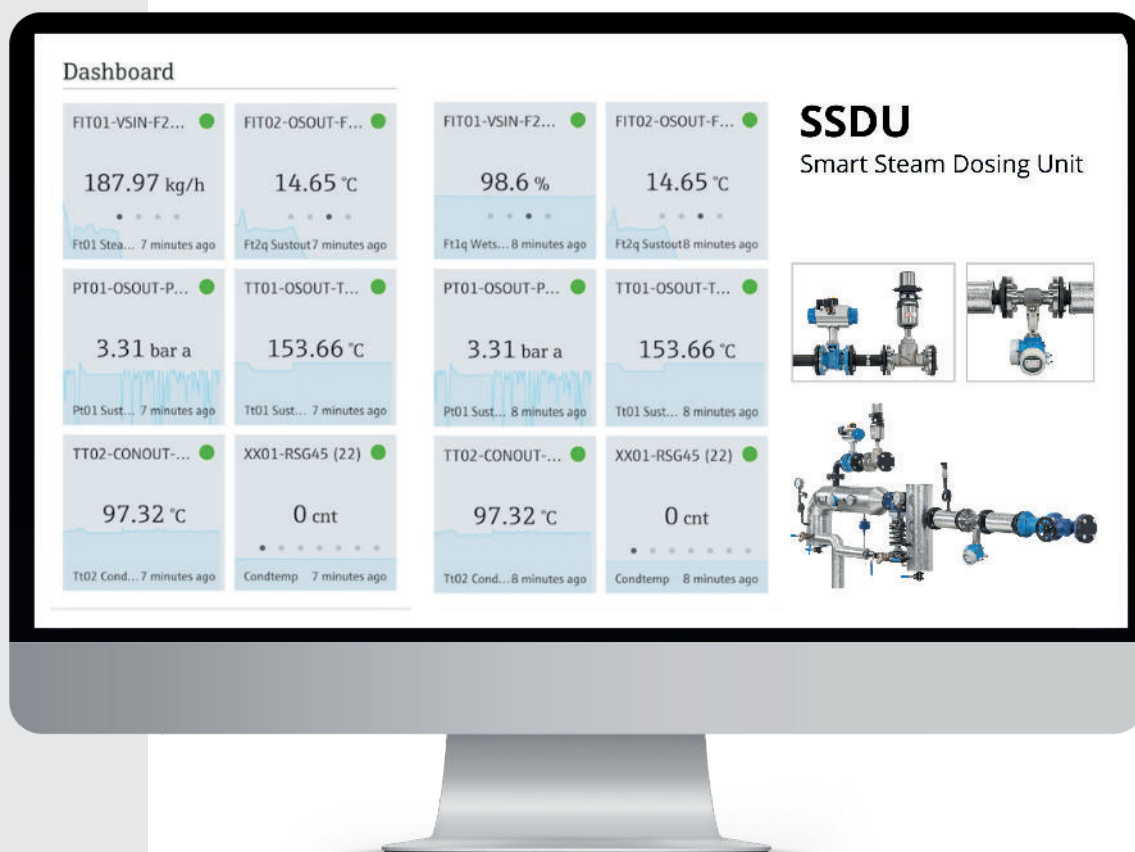 Dashboard
FIT01-VSIN-F2...
187.97 kg/h
Ft01 Stea... 7 minutes ago
FIT02-OSOUT-F...
14.65 °C
Ft2q Sustout 7 minutes ago
PT01-OSOUT-P...
3.31 bar a
Pt01 Sust... 7 minutes ago
TT01-OSOUT-T...
153.66 °C
Tt01 Sust... 7 minutes ago
TT02-CONOUT-...
97.32 °C
Tt02 Cond... 7 minutes ago
XX01-RSG45 (22)
0 cnt
Condtemp 7 minutes ago
FIT01-VSIN-F2...
98.6 %
Ft1q Wets... 8 minutes ago
FIT02-OSOUT-F...
14.65 °C
Ft2q Sustout 8 minutes ago
PT01-OSOUT-P...
3.31 bar a
Pt01 Sust... 8 minutes ago
TT01-OSOUT-T...
153.66 °C
Tt01 Sust... 8 minutes ago
TT02-CONOUT-...
97.32 °C
Tt02 Cond... 8 minutes ago
XX01-RSG45 (22)
0 cnt
Condtemp 8 minutes ago
SSDU
Smart Steam Dosing Unit